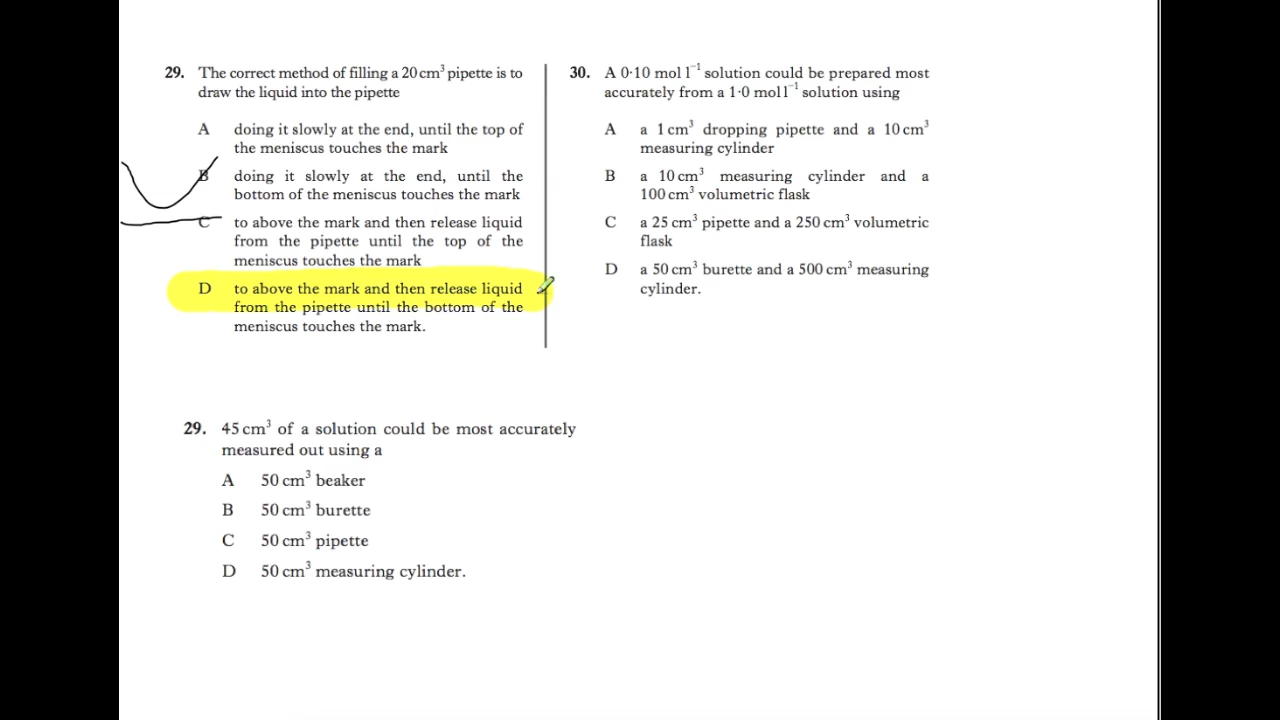 29. The correct method of filling a 20 cm³ pipette is to
draw the liquid into the pipette
A doing it slowly at the end, until the top of
the meniscus touches the mark
B doing it slowly at the end, until the
bottom of the meniscus touches the mark
C to above the mark and then release liquid
from the pipette until the top of the
meniscus touches the mark
D to above the mark and then release liquid
from the pipette until the bottom of the
meniscus touches the mark.
30. A 0·10 mol l⁻¹ solution could be prepared most
accurately from a 1·0 mol l⁻¹ solution using
A a 1 cm³ dropping pipette and a 10 cm³
measuring cylinder
B a 10 cm³ measuring cylinder and a
100 cm³ volumetric flask
C a 25 cm³ pipette and a 250 cm³ volumetric
flask
D a 50 cm³ burette and a 500 cm³ measuring
cylinder.
29. 45 cm³ of a solution could be most accurately
measured out using a
A 50 cm³ beaker
B 50 cm³ burette
C 50 cm³ pipette
D 50 cm³ measuring cylinder.